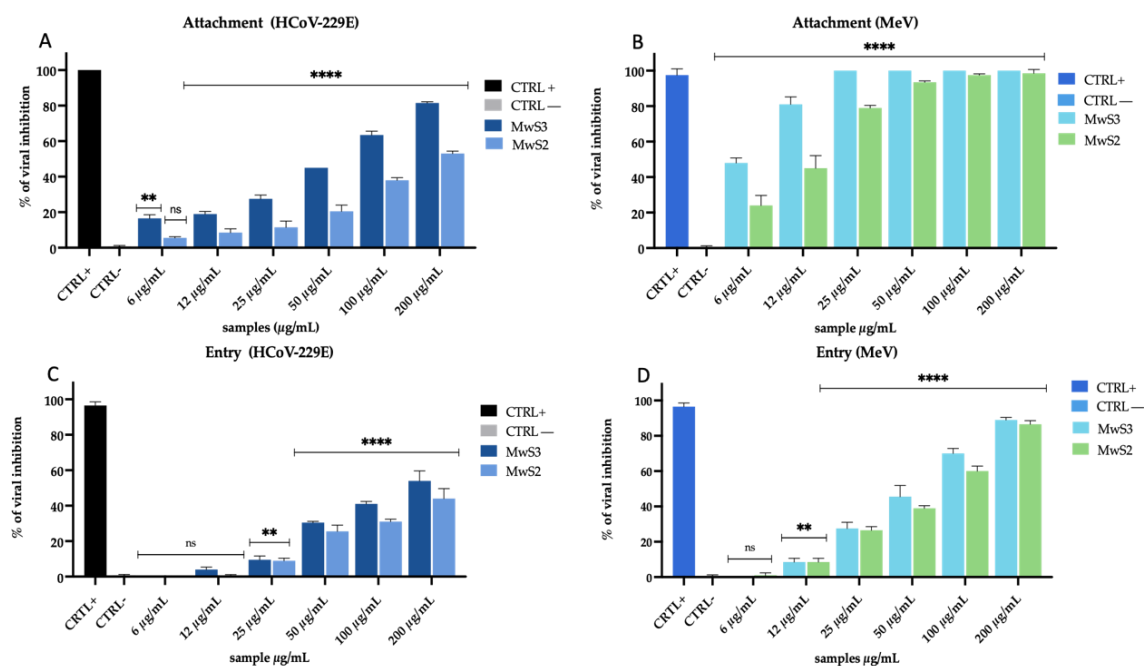 Attachment (HCoV-229E)
A
% of viral inhibition
100
80
60
40
20
0
****
**
ns
CTRL+
CTRL-
6 µg/mL
12 µg/mL
25 µg/mL
50 µg/mL
100 µg/mL
200 µg/mL
samples (µg/mL)
CTRL +
CTRL —
MwS3
MwS2
Attachment (MeV)
B
% of viral inhibition
100
80
60
40
20
0
****
CRTL+
CTRL-
6 µg/mL
12 µg/mL
25 µg/mL
50 µg/mL
100 µg/mL
200 µg/mL
sample µg/mL
CTRL+
CTRL —
MwS3
MwS2
Entry (HCoV-229E)
C
% of viral inhibition
100
80
60
40
20
0
ns
**
****
CRTL+
CTRL-
6 µg/mL
12 µg/mL
25 µg/mL
50 µg/mL
100 µg/mL
200 µg/mL
sample µg/mL
CTRL+
CTRL —
MwS3
MwS2
Entry (MeV)
D
% of viral inhibition
100
80
60
40
20
0
ns
**
****
CRTL+
CTRL-
6 µg/mL
12 µg/mL
25 µg/mL
50 µg/mL
100 µg/mL
200 µg/mL
sample µg/mL
CTRL+
CTRL —
MwS3
MwS2